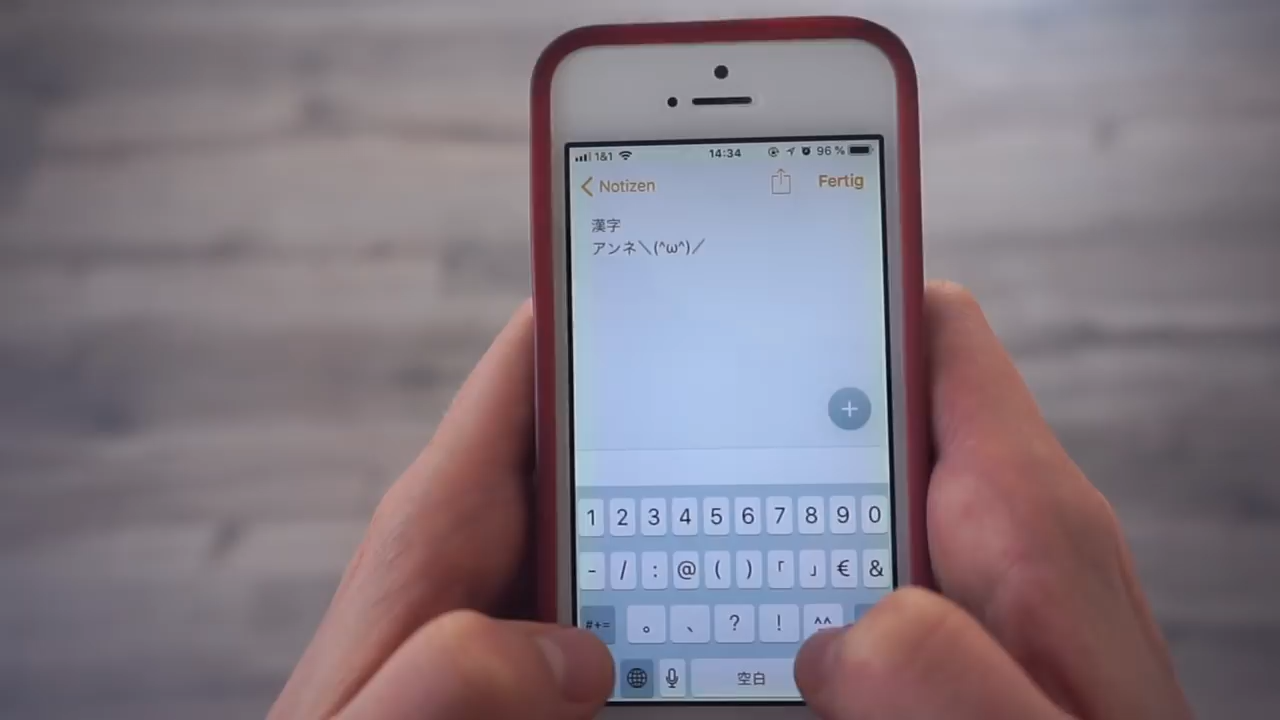 1&1 14:34 96 %
Notizen Fertig
漢字
アンネ＼(^ω^)／
1 2 3 4 5 6 7 8 9 0
- / : @ ( ) 「 」 € &
#+= 。 、 ? ! ^^
空白